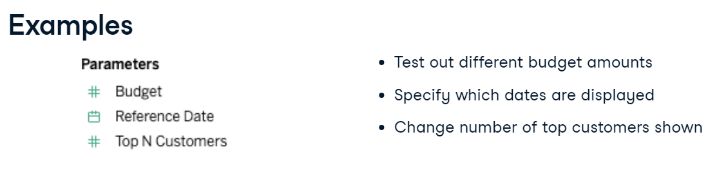 Examples
Parameters
Budget
Reference Date
Top N Customers
• Test out different budget amounts
• Specify which dates are displayed
• Change number of top customers shown